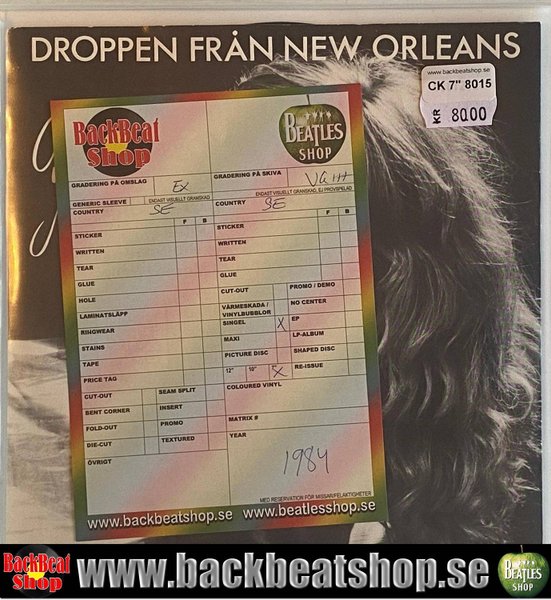 DROPPEN FRÅN NEW ORLEANS
www.backbeatshop.se
CK 7" 8015
KR 80.00
BackBeat
Shop
BEATLES
SHOP
GRADERING PÅ OMSLAG
EX
GRADERING PÅ SKIVA
VG+++
ENDAST VISUELLT GRANSKAD
ENDAST VISUELLT GRANSKAD, EJ PROVSPELAD
GENERIC SLEEVE
COUNTRY
SE
COUNTRY
SE
F B
F B
STICKER
WRITTEN
TEAR
GLUE
HOLE
LAMINATSLÄPP
RINGWEAR
STAINS
TAPE
PRICE TAG
CUT-OUT
SEAM SPLIT
BENT CORNER
INSERT
FOLD-OUT
PROMO
DIE-CUT
TEXTURED
ÖVRIGT
STICKER
WRITTEN
TEAR
GLUE
CUT-OUT
PROMO / DEMO
VÄRMESKADA /
VINYLBUBBLOR
NO CENTER
SINGEL
X
EP
MAXI
LP-ALBUM
PICTURE DISC
SHAPED DISC
12"
10"
X
RE-ISSUE
COLOURED VINYL
MATRIX #
YEAR
1984
MED RESERVATION FÖR MISSAR/FELAKTIGHETER
www.backbeatshop.se www.beatlesshop.se
BackBeat
Shop
www.backbeatshop.se
BEATLES
SHOP